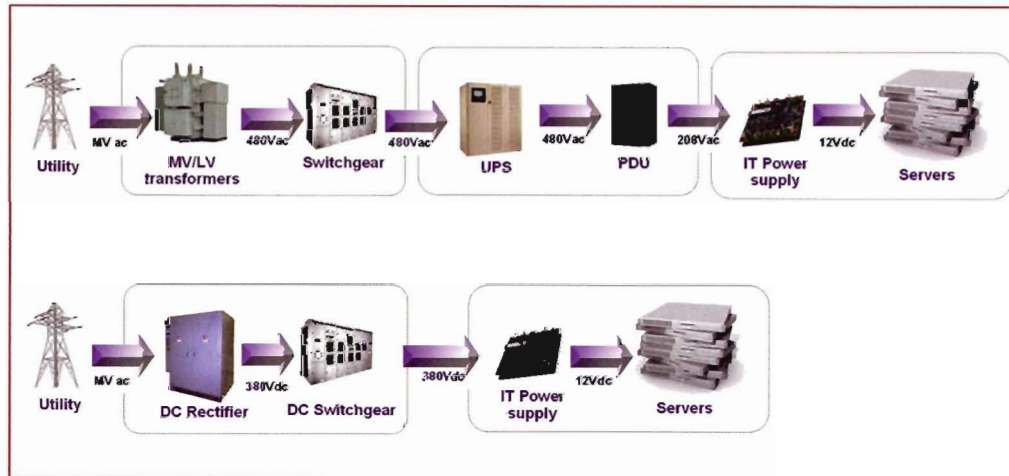 MV ac
480Vac
480Vac
480Vac
208Vac
12Vdc
Utility
MV/LV
transformers
Switchgear
UPS
PDU
IT Power
supply
Servers
MV ac
380Vdc
380Vdc
12Vdc
Utility
DC Rectifier
DC Switchgear
IT Power
supply
Servers